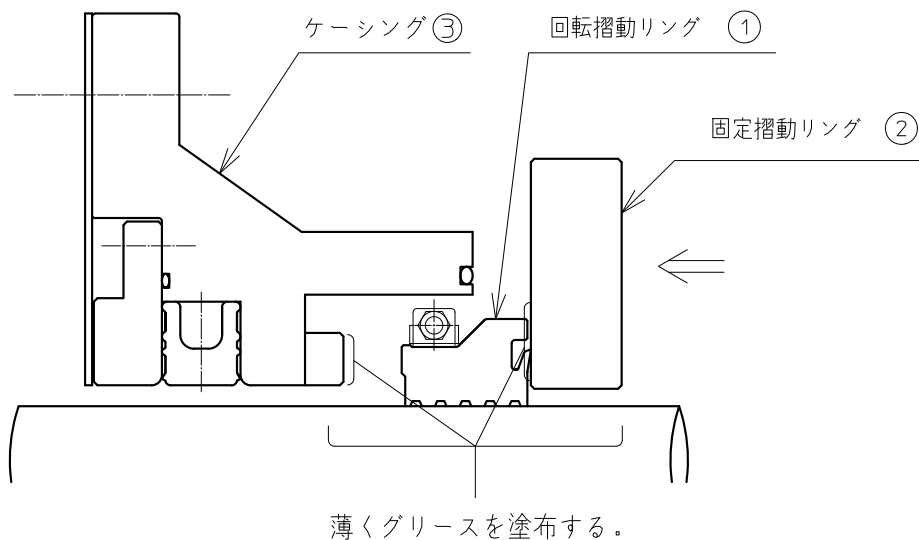 ケーシング③
回転摺動リング ①
固定摺動リング ②
薄くグリースを塗布する。